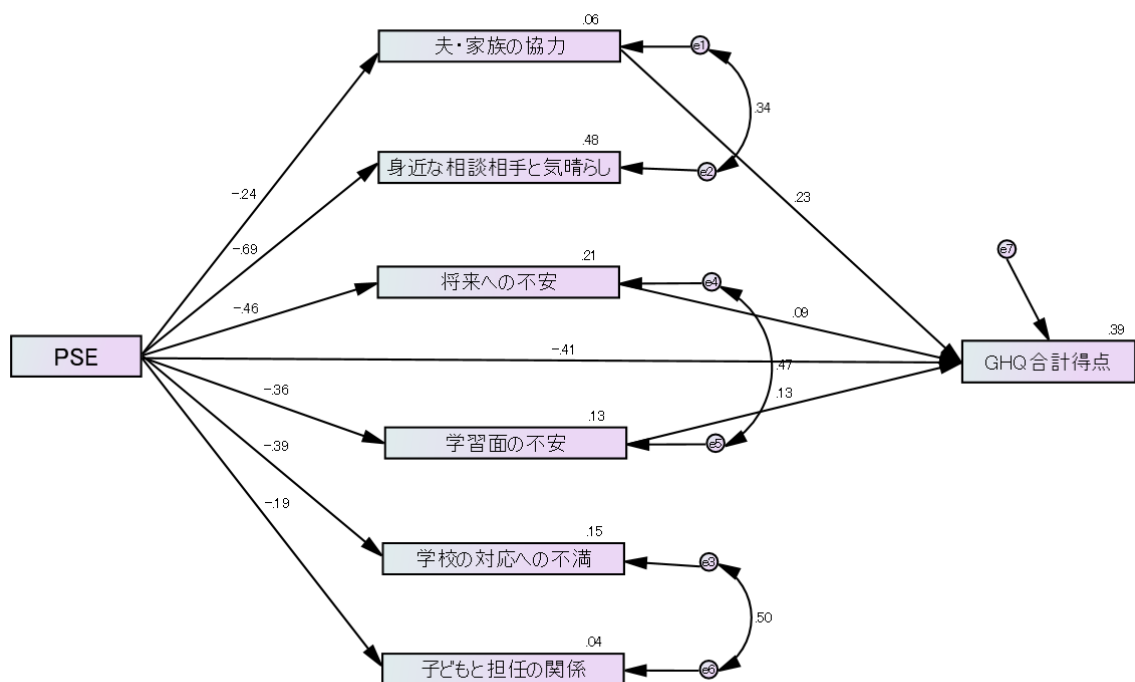 .06
夫・家族の協力
e1
.34
.48
身近な相談相手と気晴らし
e2
-.24
.23
-.69
e7
.21
将来への不安
e4
-.46
.09
.39
PSE
-.41
GHQ合計得点
.47
-.36
.13
.13
学習面の不安
e5
-.39
-.19
.15
学校の対応への不満
e3
.50
.04
子どもと担任の関係
e6